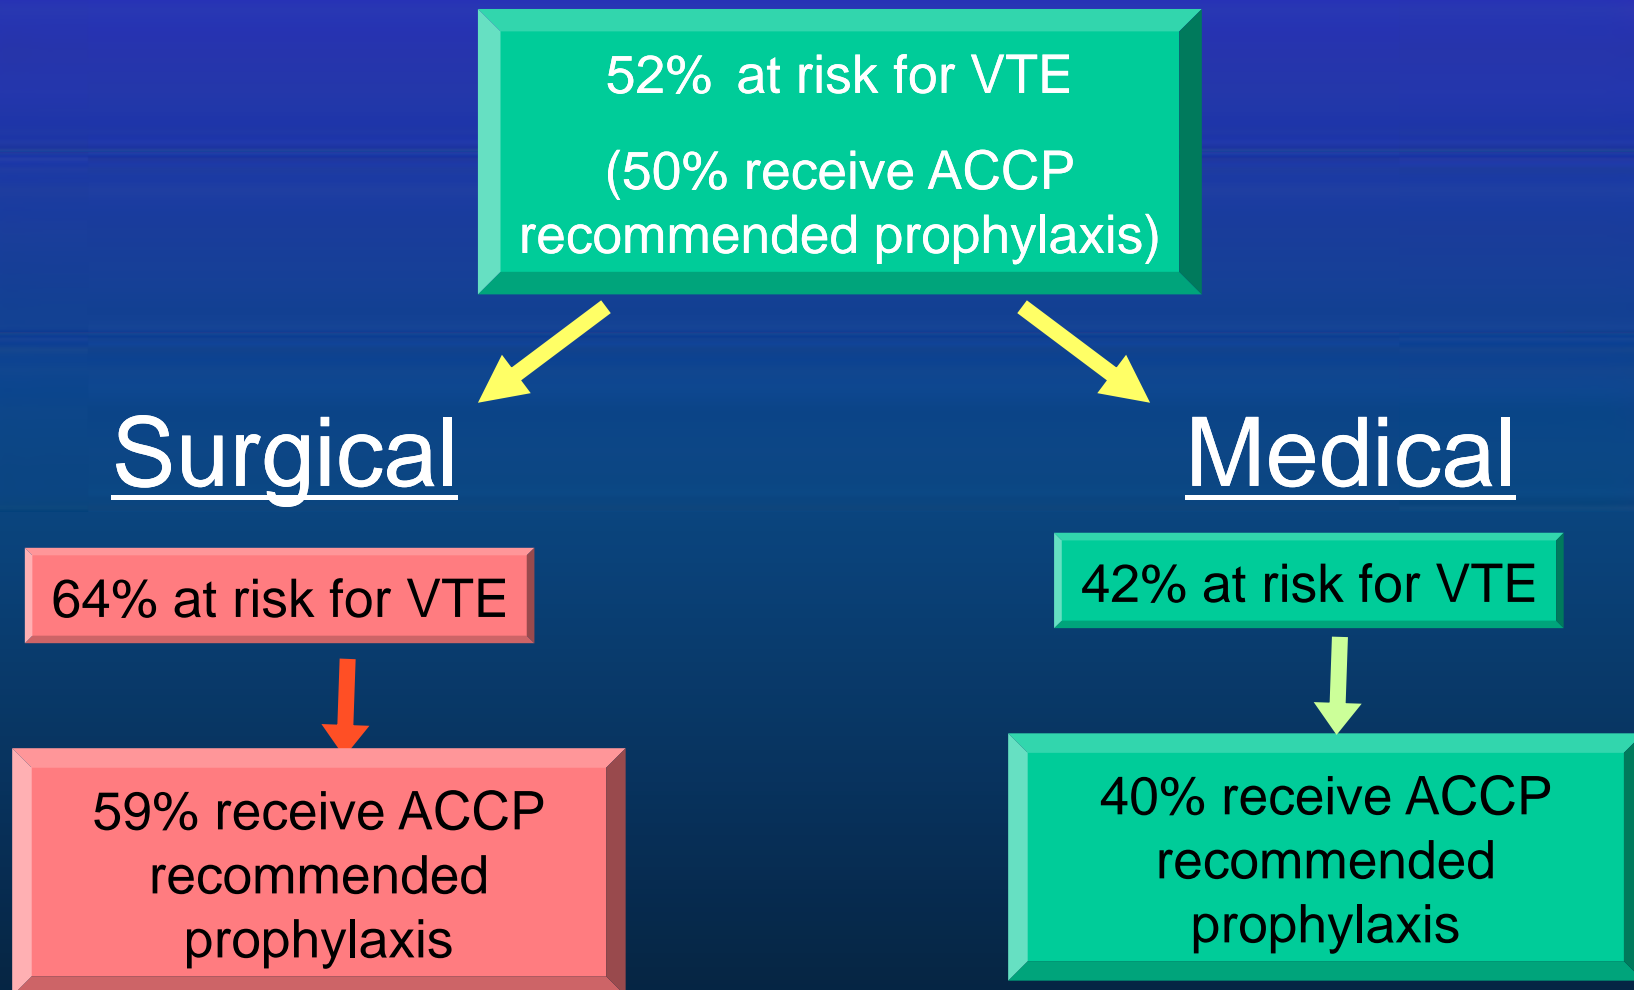 52% at risk for VTE
(50% receive ACCP
recommended prophylaxis)
Surgical
Medical
64% at risk for VTE
42% at risk for VTE
59% receive ACCP
recommended
prophylaxis
40% receive ACCP
recommended
prophylaxis